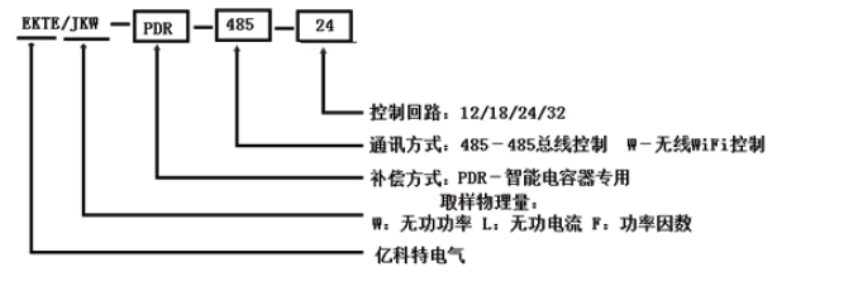 EKTE/JKW - PDR - 485 - 24
控制回路：12/18/24/32
通讯方式：485-485总线控制 W-无线WiFi控制
补偿方式：PDR-智能电容器专用
取样物理量：
W：无功功率 L：无功电流 F：功率因数
亿科特电气